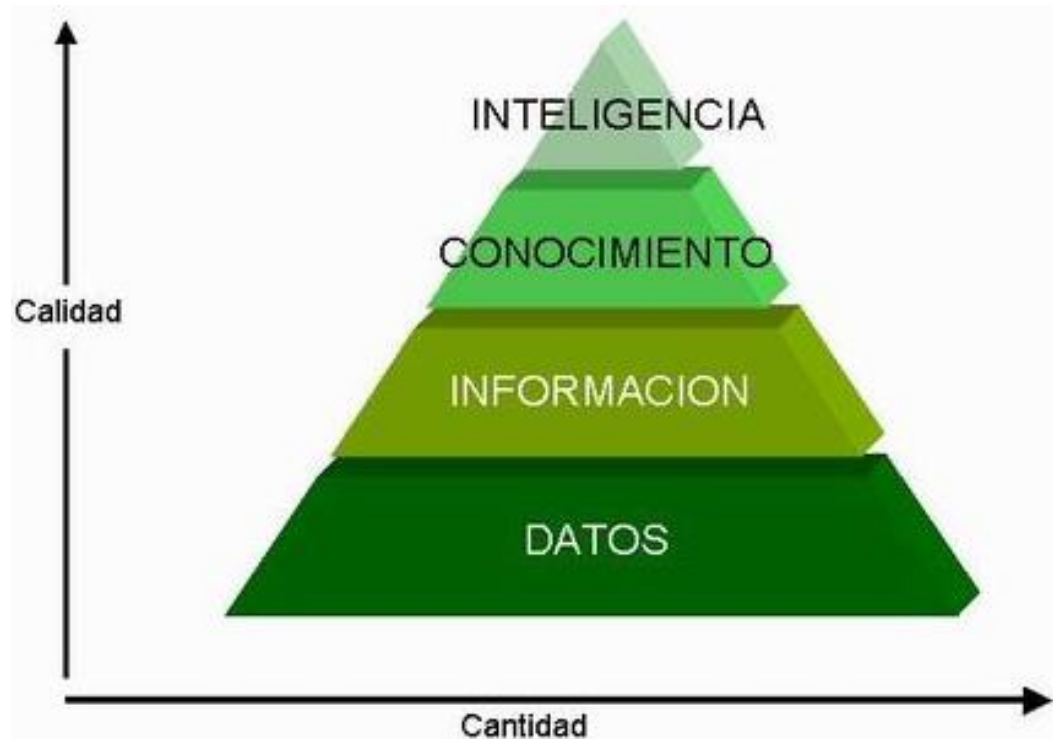 INTELIGENCIA
CONOCIMIENTO
Calidad
INFORMACION
DATOS
Cantidad